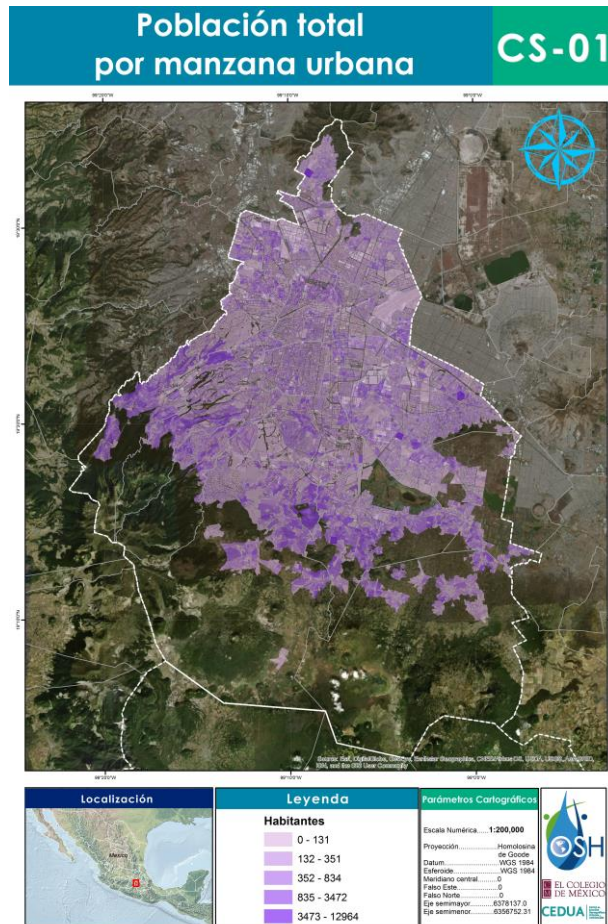 Población total
por manzana urbana
CS-01
Localización
México
Leyenda
Habitantes
0 - 131
132 - 351
352 - 834
835 - 3472
3473 - 12964
Parámetros Cartográficos
Escala Numérica......1:200,000
Proyección................Homolosina
de Goode
Datum......................WGS 1984
Esferoide..................WGS 1984
Meridiano central......0
Falso Este................0
Falso Norte..............0
Eje semimayor..........6378137.0
Eje semimenor..........6356752.31
OSH
EL COLEGIO
DE MÉXICO
CEDUA